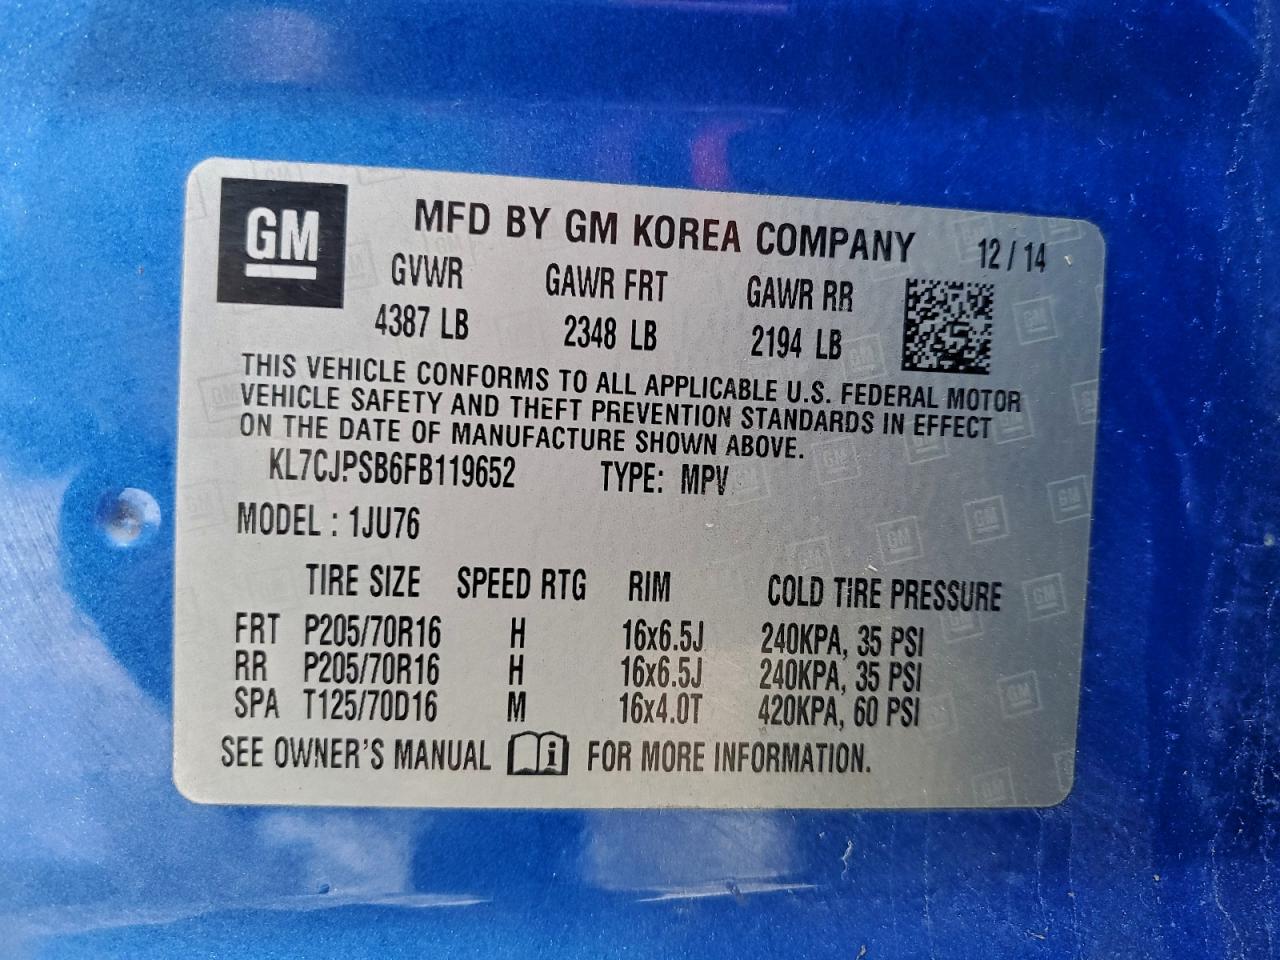 GM
MFD BY GM KOREA COMPANY 12/14
GVWR GAWR FRT GAWR RR
4387 LB 2348 LB 2194 LB
THIS VEHICLE CONFORMS TO ALL APPLICABLE U.S. FEDERAL MOTOR
VEHICLE SAFETY AND THEFT PREVENTION STANDARDS IN EFFECT
ON THE DATE OF MANUFACTURE SHOWN ABOVE.
KL7CJPSB6FB119652 TYPE: MPV
MODEL : 1JU76
TIRE SIZE SPEED RTG RIM COLD TIRE PRESSURE
FRT P205/70R16 H 16x6.5J 240KPA, 35 PSI
RR P205/70R16 H 16x6.5J 240KPA, 35 PSI
SPA T125/70D16 M 16x4.0T 420KPA, 60 PSI
SEE OWNER'S MANUAL i FOR MORE INFORMATION.